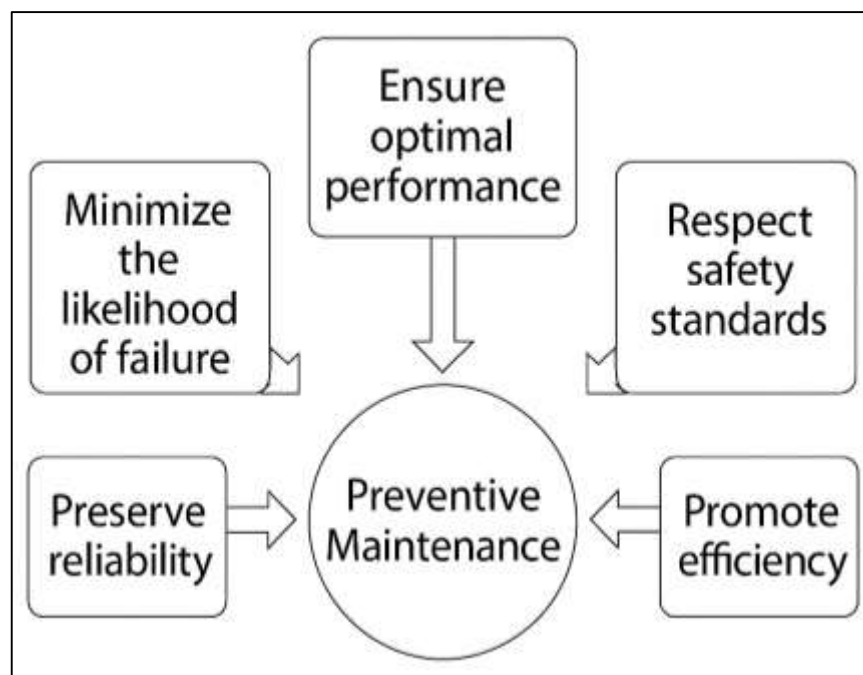 Ensure
optimal
performance
Minimize
the
likelihood
of failure
Respect
safety
standards
Preserve
reliability
Preventive
Maintenance
Promote
efficiency